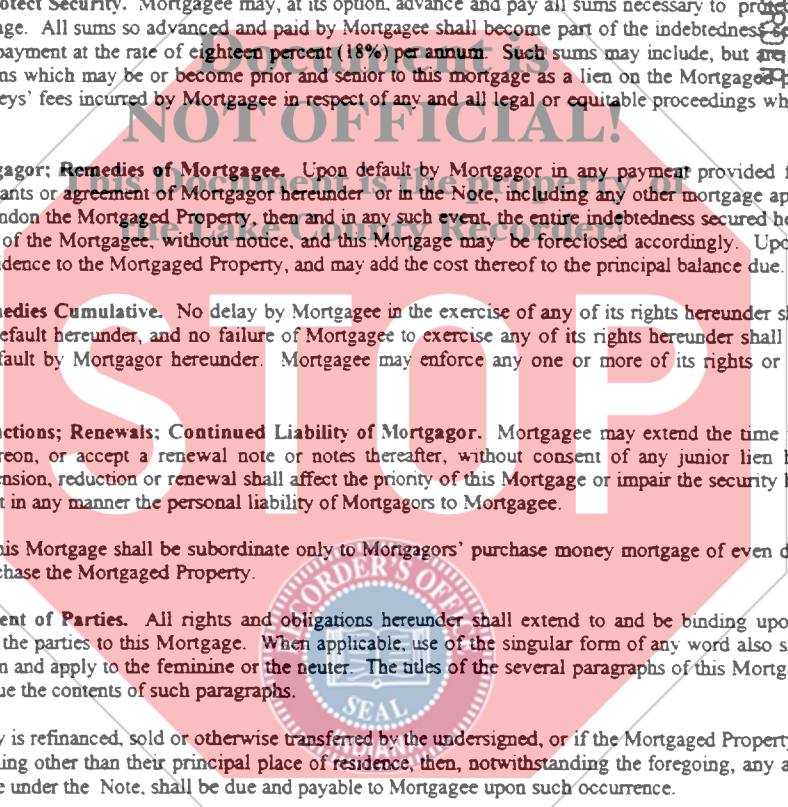 otect Security. Mortgagee may, at its option, advance and pay all sums necessary to protec
age. All sums so advanced and paid by Mortgagee shall become part of the indebtedness se
payment at the rate of eighteen percent (18%) per annum. Such sums may include, but are
ns which may be or become prior and senior to this mortgage as a lien on the Mortgaged P
eys' fees incurred by Mortgagee in respect of any and all legal or equitable proceedings wh
Document is
NOT OFFICIAL!
This Document is the property of
the Lake County Recorder!
gagor; Remedies of Mortgagee. Upon default by Mortgagor in any payment provided f
ants or agreement of Mortgagor hereunder or in the Note, including any other mortgage ap
ndon the Mortgaged Property, then and in any such event, the entire indebtedness secured he
of the Mortgagee, without notice, and this Mortgage may be foreclosed accordingly. Upo
idence to the Mortgaged Property, and may add the cost thereof to the principal balance due.
nedies Cumulative. No delay by Mortgagee in the exercise of any of its rights hereunder sh
efault hereunder, and no failure of Mortgagee to exercise any of its rights hereunder shall
fault by Mortgagor hereunder. Mortgagee may enforce any one or more of its rights or
STOP
actions; Renewals; Continued Liability of Mortgagor. Mortgagee may extend the time
reon, or accept a renewal note or notes thereafter, without consent of any junior lien h
ension, reduction or renewal shall affect the priority of this Mortgage or impair the security h
t in any manner the personal liability of Mortgagors to Mortgagee.
is Mortgage shall be subordinate only to Mortgagors' purchase money mortgage of even d
chase the Mortgaged Property.
ent of Parties. All rights and obligations hereunder shall extend to and be binding upo
the parties to this Mortgage. When applicable, use of the singular form of any word also s
n and apply to the feminine or the neuter. The titles of the several paragraphs of this Mortg
ue the contents of such paragraphs.
RECORDER'S OFFICE
SEAL
y is refinanced, sold or otherwise transferred by the undersigned, or if the Mortgaged Property
ing other than their principal place of residence, then, notwithstanding the foregoing, any a
e under the Note, shall be due and payable to Mortgagee upon such occurrence.